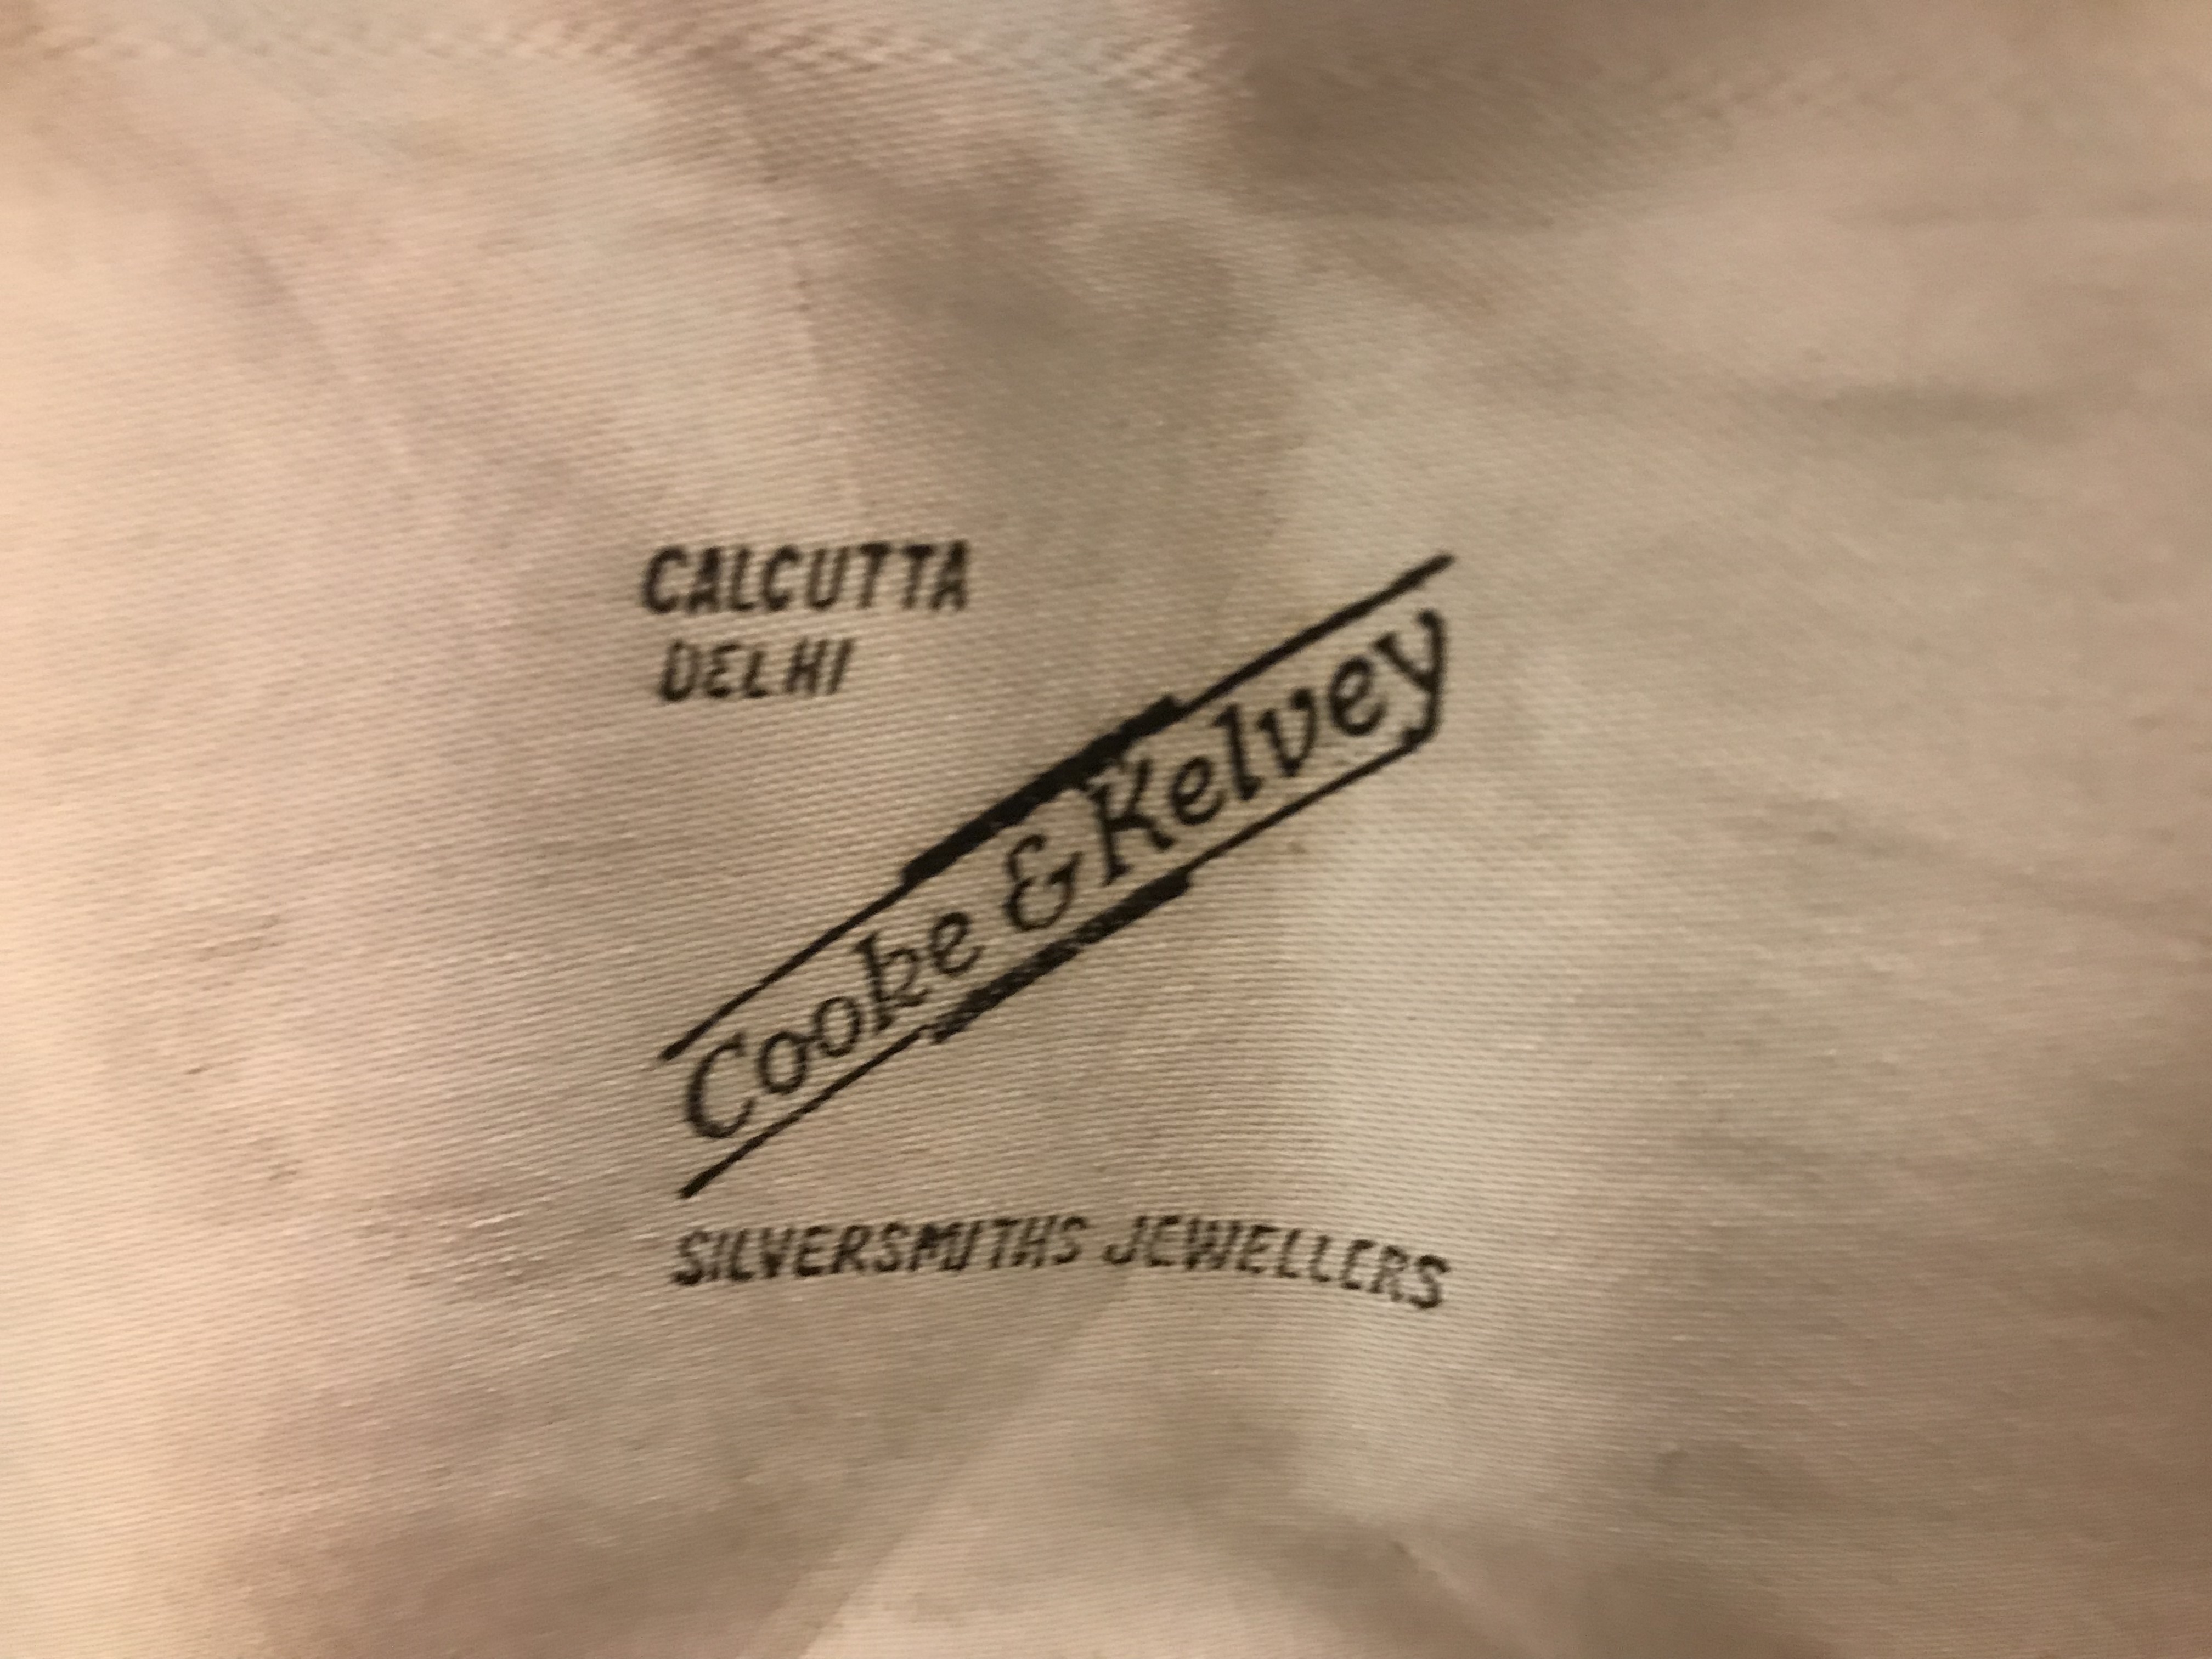 CALCUTTA
DELHI
Cooke & Kelvey
SILVERSMITHS JEWELLERS